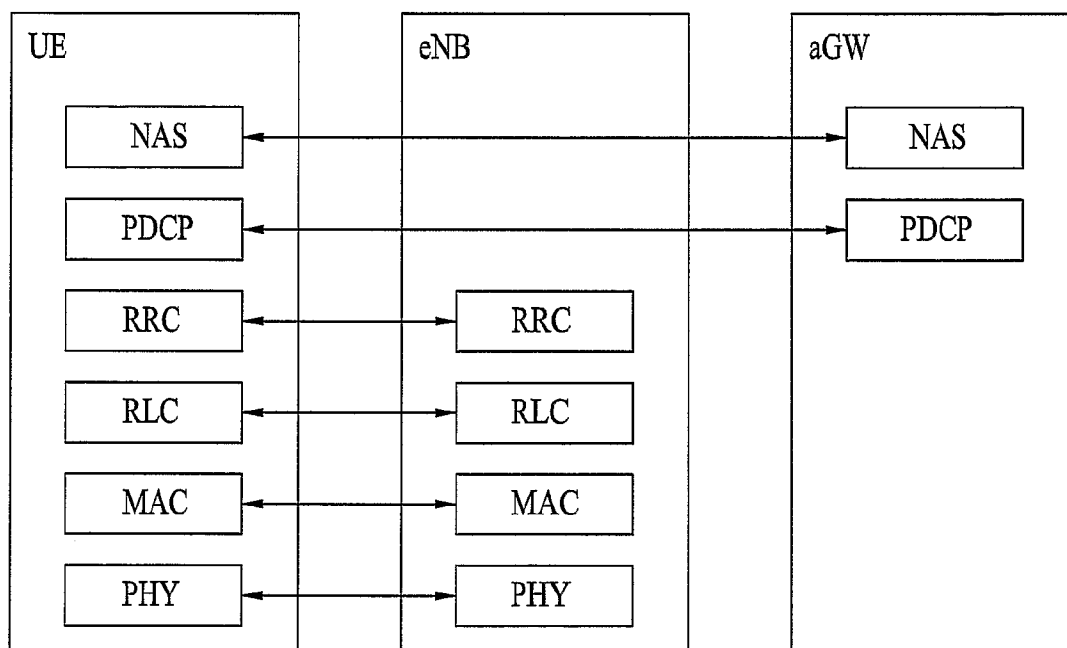 UE
eNB
aGW
NAS
NAS
PDCP
PDCP
RRC
RRC
RLC
RLC
MAC
MAC
PHY
PHY